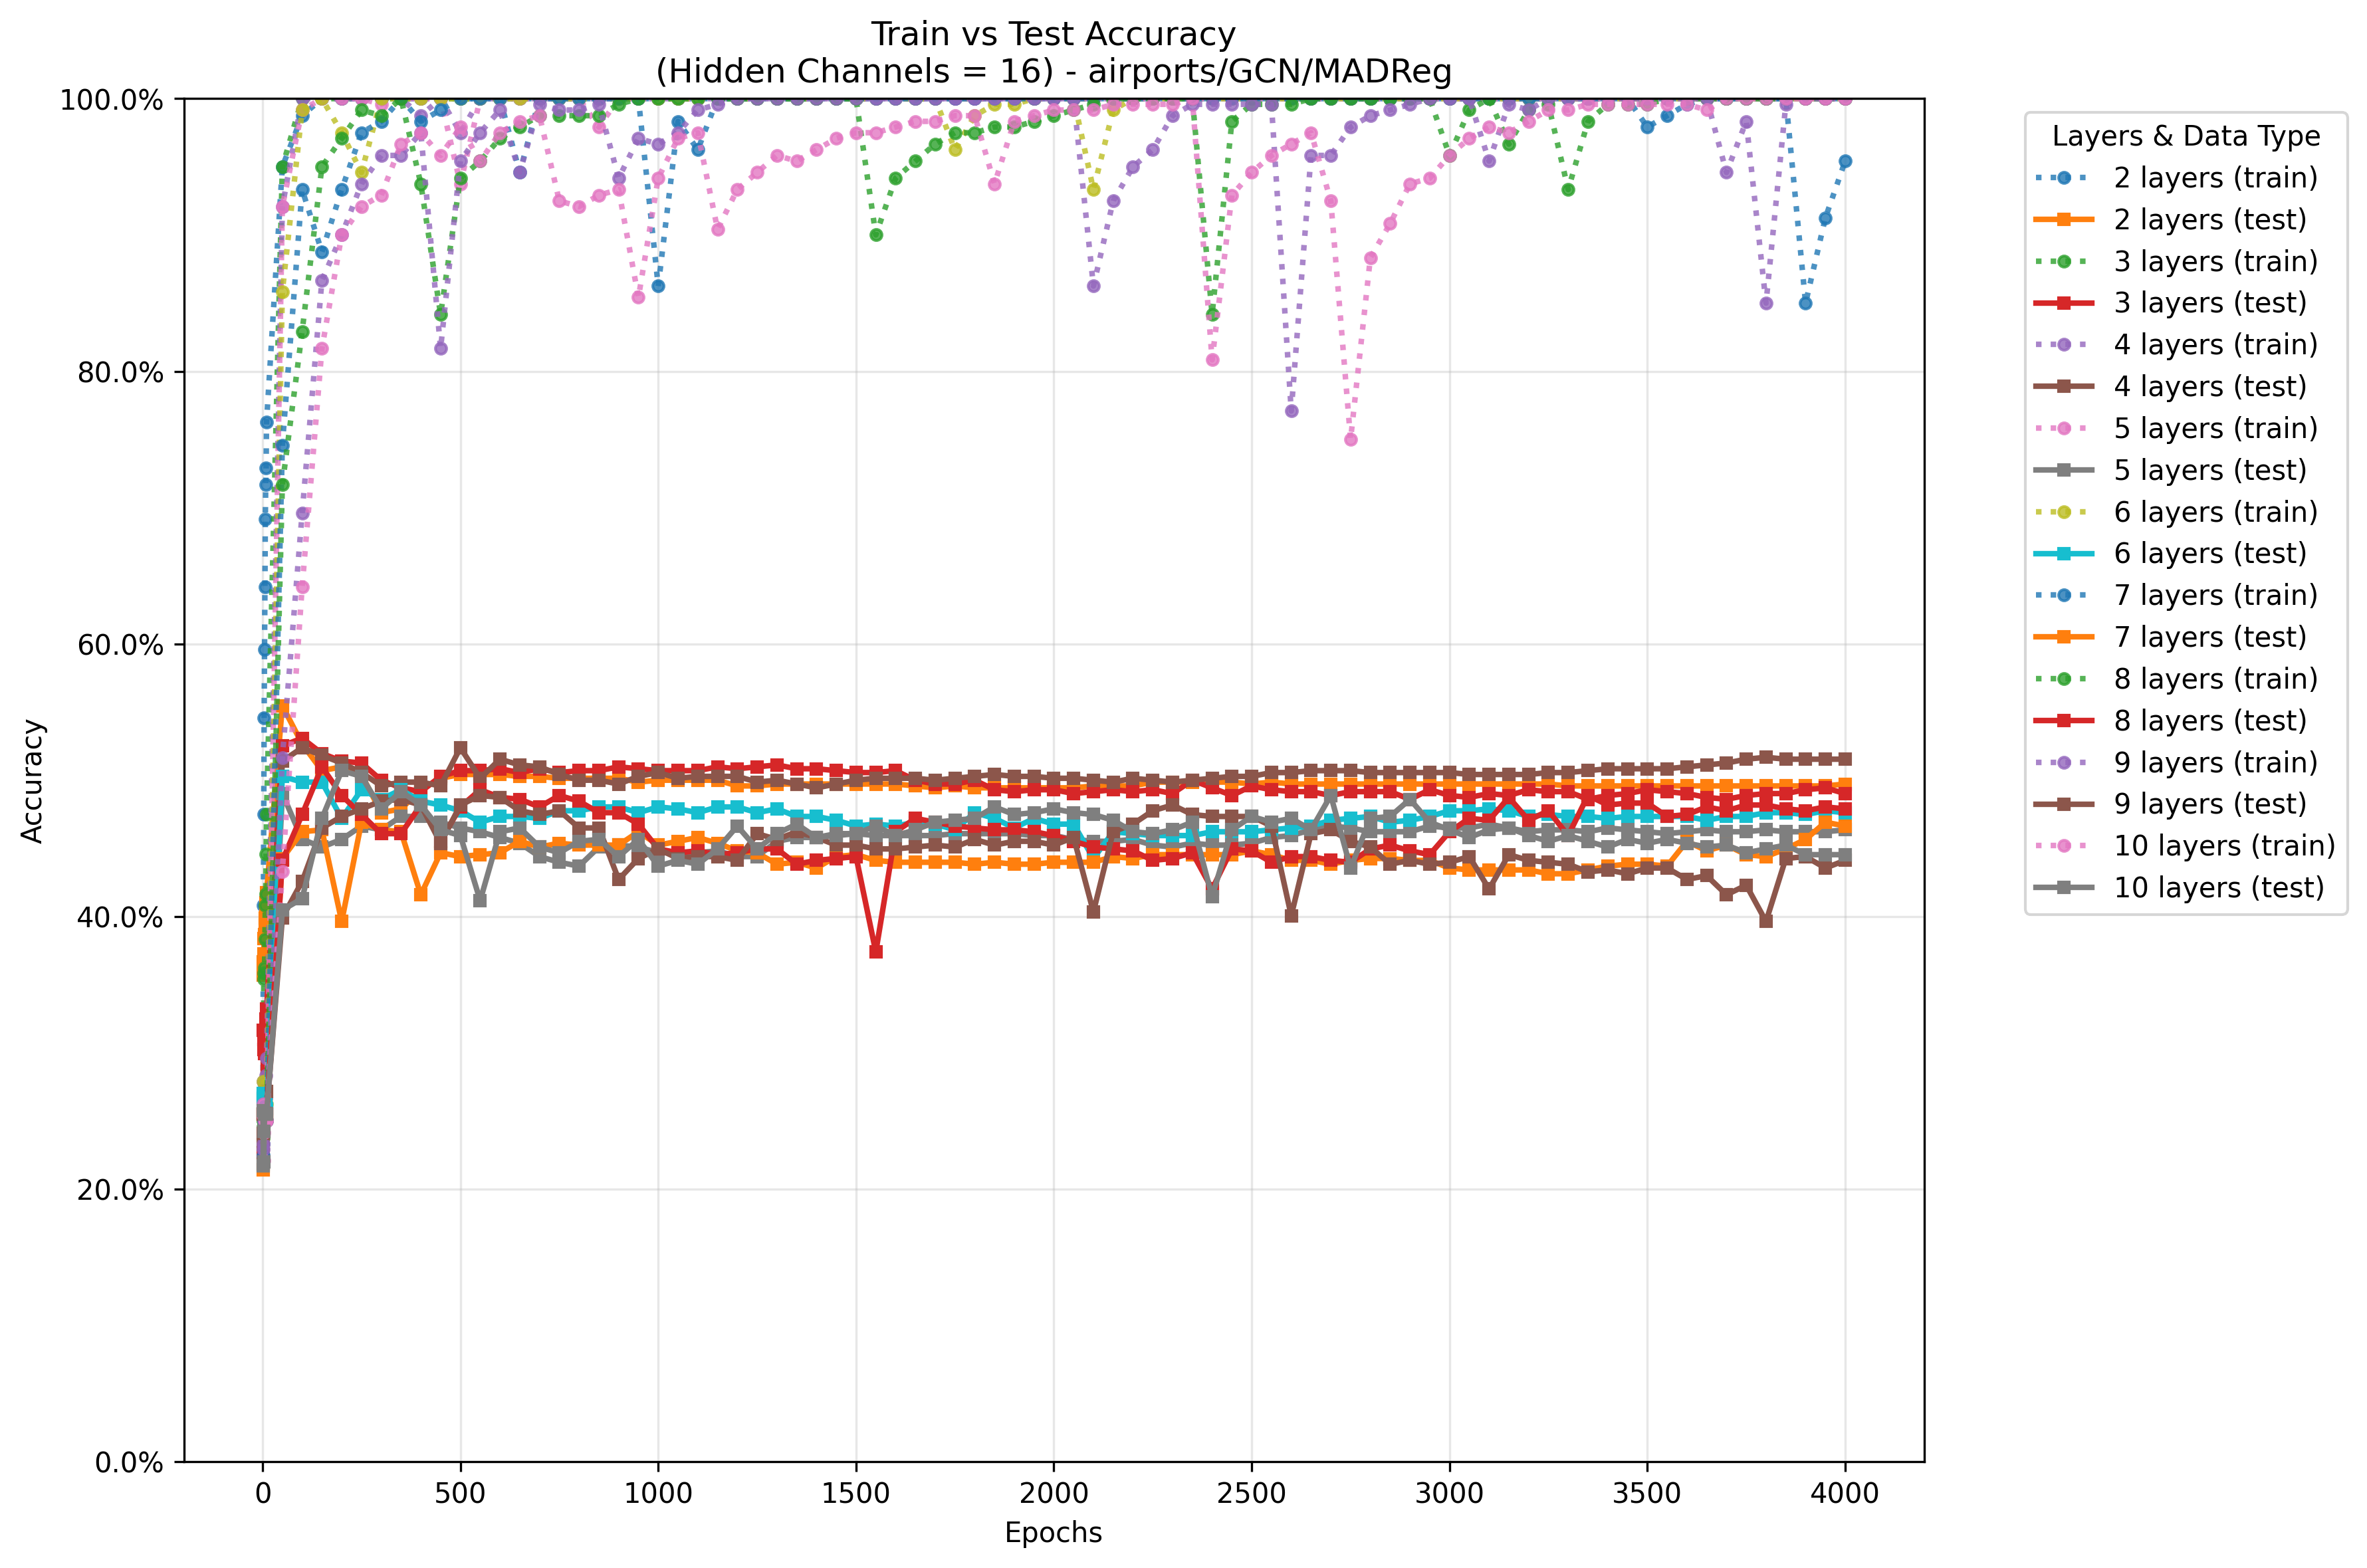 Train vs Test Accuracy
(Hidden Channels = 16) - airports/GCN/MADReg
100.0%
80.0%
60.0%
40.0%
20.0%
0.0%
Accuracy
0
500
1000
1500
2000
2500
3000
3500
4000
Epochs
Layers & Data Type
2 layers (train)
2 layers (test)
3 layers (train)
3 layers (test)
4 layers (train)
4 layers (test)
5 layers (train)
5 layers (test)
6 layers (train)
6 layers (test)
7 layers (train)
7 layers (test)
8 layers (train)
8 layers (test)
9 layers (train)
9 layers (test)
10 layers (train)
10 layers (test)